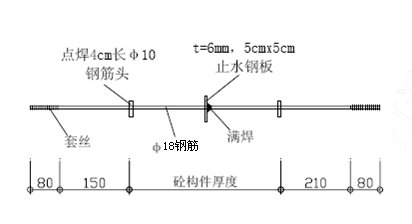 点焊4cm长φ10
钢筋头
t=6mm，5cmx5cm
止水钢板
套丝
φ18钢筋
满焊
80
150
砼构件厚度
210
80